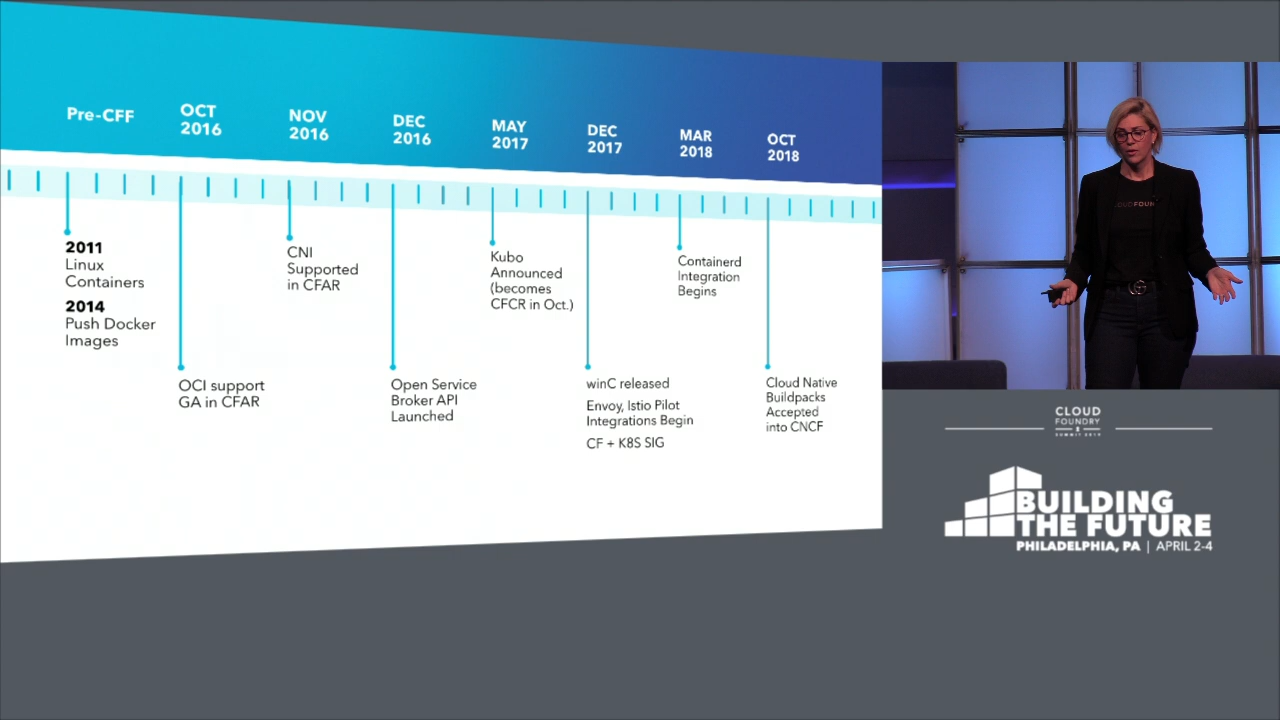 Pre-CFF
OCT
2016
NOV
2016
DEC
2016
MAY
2017
DEC
2017
MAR
2018
OCT
2018
2011
Linux
Containers
2014
Push Docker
Images
OCI support
GA in CFAR
CNI
Supported
in CFAR
Open Service
Broker API
Launched
Kubo
Announced
(becomes
CFCR in Oct.)
winC released
Envoy, Istio Pilot
Integrations Begin
CF + K8S SIG
Containerd
Integration
Begins
Cloud Native
Buildpacks
Accepted
into CNCF
CLOUD
FOUNDRY
SUMMIT 2019
BUILDING
THE FUTURE
PHILADELPHIA, PA | APRIL 2-4